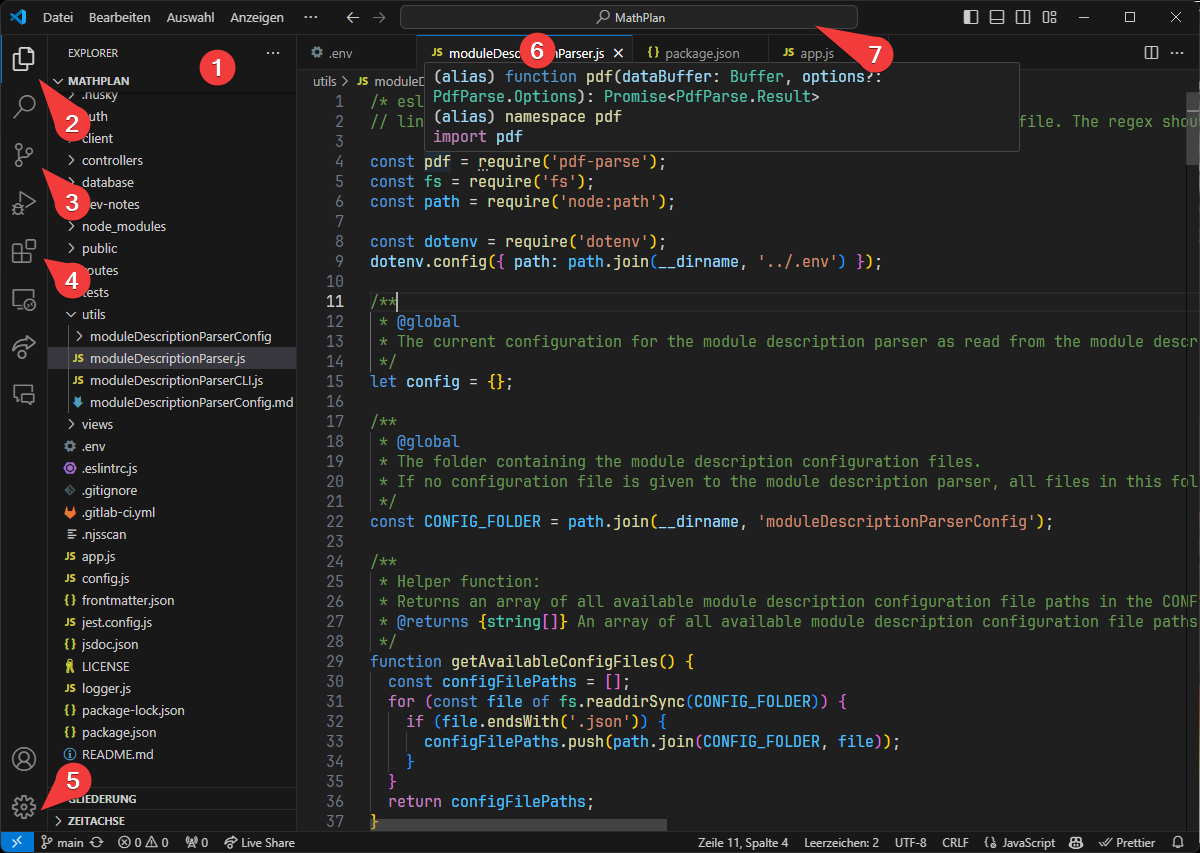 Datei Bearbeiten Auswahl Anzeigen ··· MathPlan
EXPLORER ···
1
MATHPLAN
.husky
2
client
controllers
database
3
dev-notes
node_modules
public
4
routes
tests
utils
moduleDescriptionParserConfig
JS moduleDescriptionParser.js
JS moduleDescriptionParserCLI.js
moduleDescriptionParserConfig.md
views
.env
.eslintrc.js
.gitignore
.gitlab-ci.yml
.njsscan
JS app.js
JS config.js
{} frontmatter.json
JS jest.config.js
{} jsdoc.json
LICENSE
JS logger.js
{} package-lock.json
{} package.json
README.md
5
GLIEDERUNG
ZEITACHSE
.env JS moduleDescriptionParser.js {} package.json JS app.js ···
6
7
utils > JS
(alias) function pdf(dataBuffer: Buffer, options?:
PdfParse.Options): Promise<PdfParse.Result>
(alias) namespace pdf
import pdf
1 /* esl
2 // lin file. The regex shou
3
4 const pdf = require('pdf-parse');
5 const fs = require('fs');
6 const path = require('node:path');
7
8 const dotenv = require('dotenv');
9 dotenv.config({ path: path.join(__dirname, '../.env') });
10
11 /**
12 * @global
13 * The current configuration for the module description parser as read from the module descr
14 */
15 let config = {};
16
17 /**
18 * @global
19 * The folder containing the module description configuration files.
20 * If no configuration file is given to the module description parser, all files in this fol
21 */
22 const CONFIG_FOLDER = path.join(__dirname, 'moduleDescriptionParserConfig');
23
24 /**
25 * Helper function:
26 * Returns an array of all available module description configuration file paths in the CONF
27 * @returns {string[]} An array of all available module description configuration file paths
28 */
29 function getAvailableConfigFiles() {
30 const configFilePaths = [];
31 for (const file of fs.readdirSync(CONFIG_FOLDER)) {
32 if (file.endsWith('.json')) {
33 configFilePaths.push(path.join(CONFIG_FOLDER, file));
34 }
35 }
36 return configFilePaths;
37 }
main 0 0 0 Live Share Zeile 11, Spalte 4 Leerzeichen: 2 UTF-8 CRLF {} JavaScript Prettier